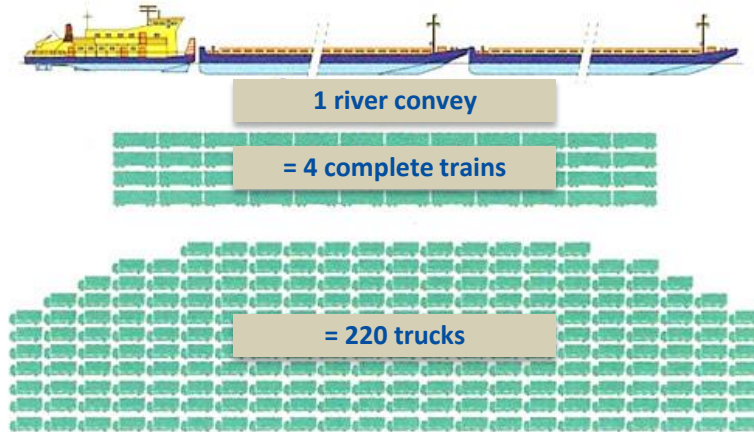 1 river convey
= 4 complete trains
= 220 trucks